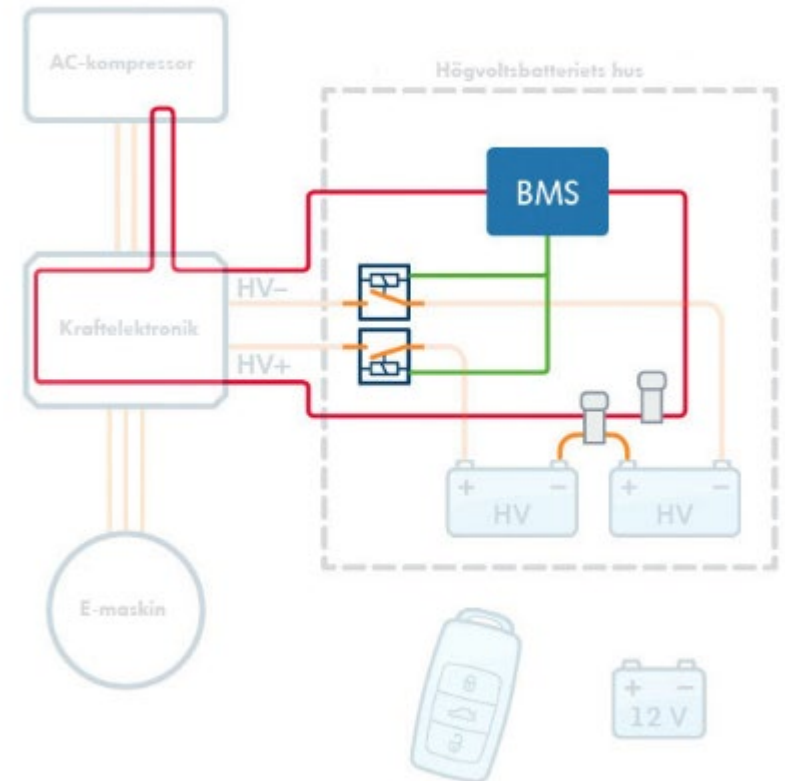 AC-kompressor
Högvoltsbatteriets hus
BMS
HV−
Kraftelektronik
HV+
+ −
HV
+ −
HV
E-maskin
+ −
12 V